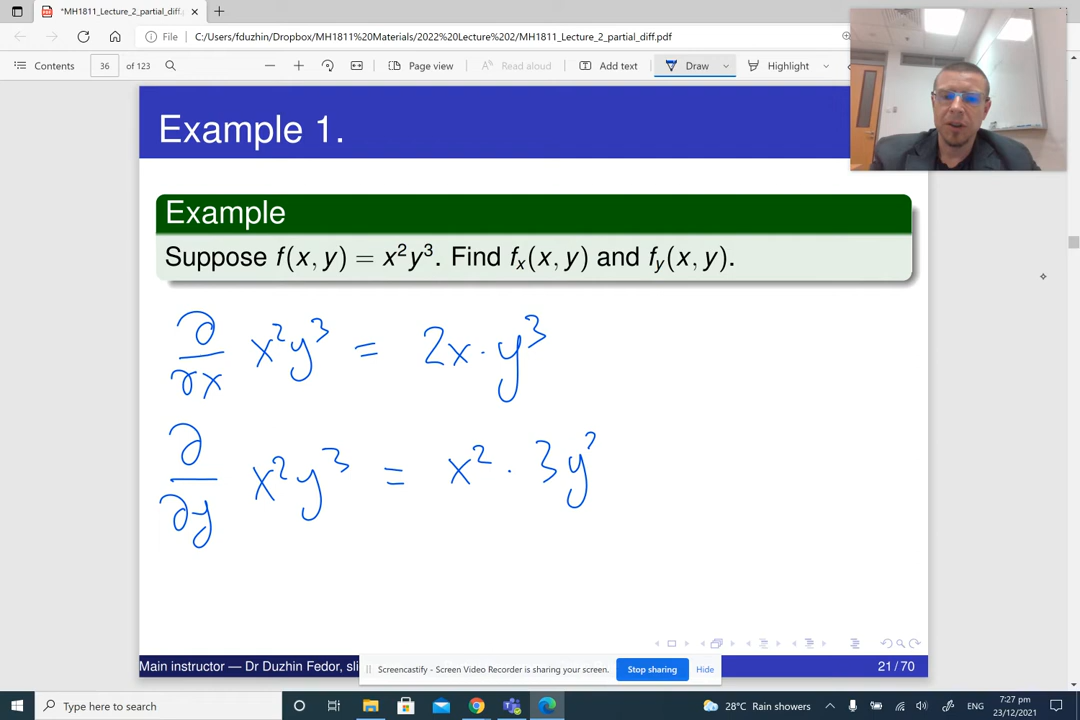 *MH1811_Lecture_2_partial_diff.p
File C:/Users/fduzhin/Dropbox/MH1811%20Materials/2022%20Lecture%202/MH1811_Lecture_2_partial_diff.pdf
Contents 36 of 123 Page view Read aloud Add text Draw Highlight
Example 1.
Example
Suppose f(x, y) = x²y³. Find fₓ(x, y) and f_y(x, y).
∂/∂x x²y³ = 2x · y³
∂/∂y x²y³ = x² · 3y²
Main instructor — Dr Duzhin Fedor, sli
21 / 70
Screencastify - Screen Video Recorder is sharing your screen. Stop sharing Hide
Type here to search 28°C Rain showers ENG 7:27 pm
23/12/2021